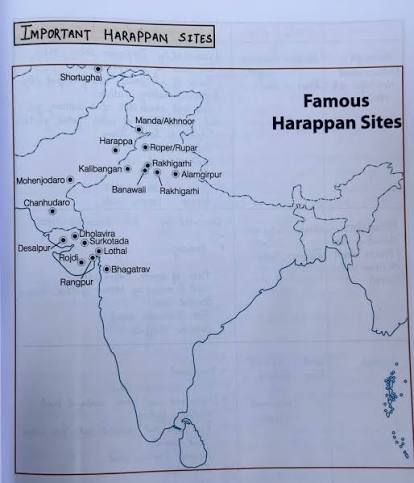 IMPORTANT HARAPPAN SITES
Famous
Harappan Sites
Shortughai
Manda/Akhnoor
Harappa
Roper/Rupar
Kalibangan
Rakhigarhi
Alamgirpur
Mohenjodaro
Banawali
Rakhigarhi
Chanhudaro
Dholavira
Surkotada
Desalpur
Lothal
Rojdi
Bhagatrav
Rangpur